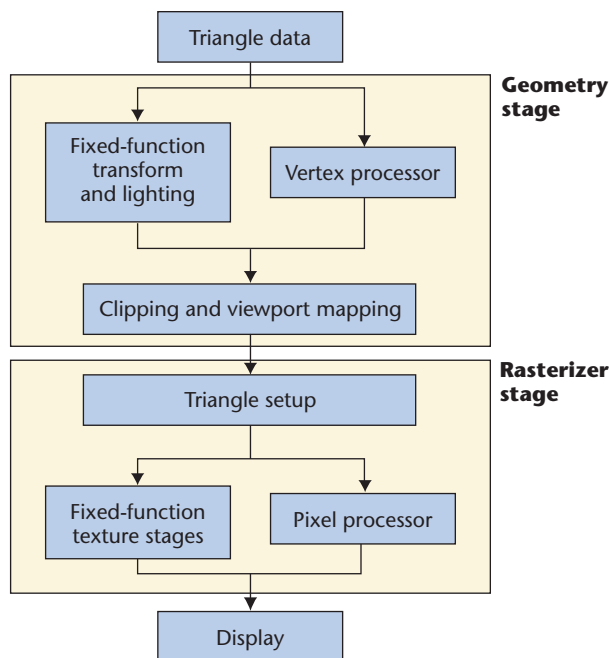 Triangle data
Geometry
stage
Fixed-function
transform
and lighting
Vertex processor
Clipping and viewport mapping
Rasterizer
stage
Triangle setup
Fixed-function
texture stages
Pixel processor
Display